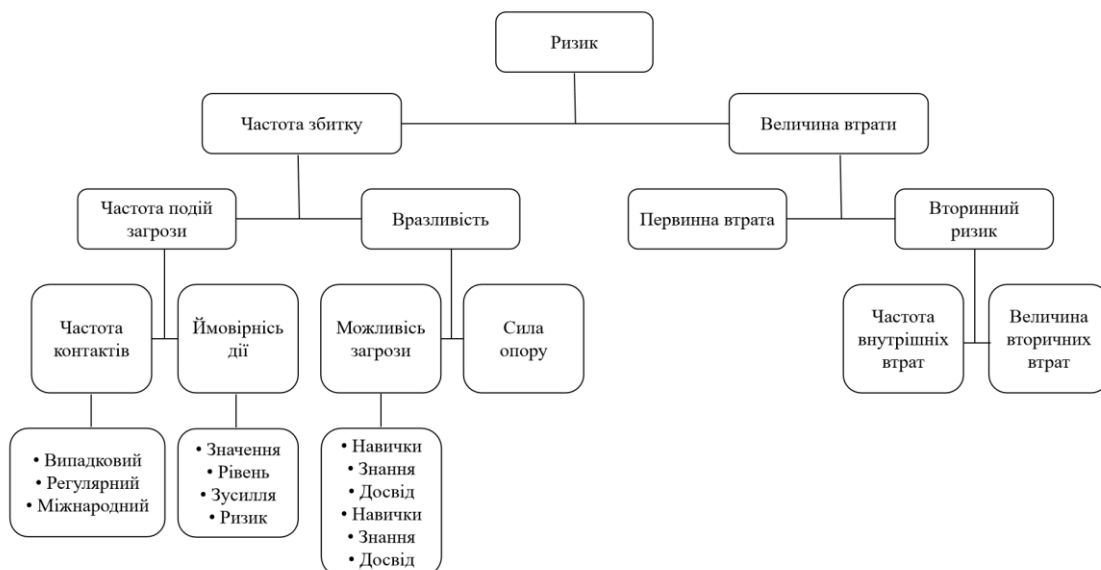 Ризик
Частота збитку
Величина втрати
Частота подій
загрози
Вразливість
Первинна втрата
Вторинний
ризик
Частота
контактів
Ймовірнісь
дії
Можливісь
загрози
Сила
опору
Частота
внутрішніх
втрат
Величина
вторичних
втрат
• Випадковий
• Регулярний
• Міжнародний
• Значення
• Рівень
• Зусилля
• Ризик
• Навички
• Знання
• Досвід
• Навички
• Знання
• Досвід